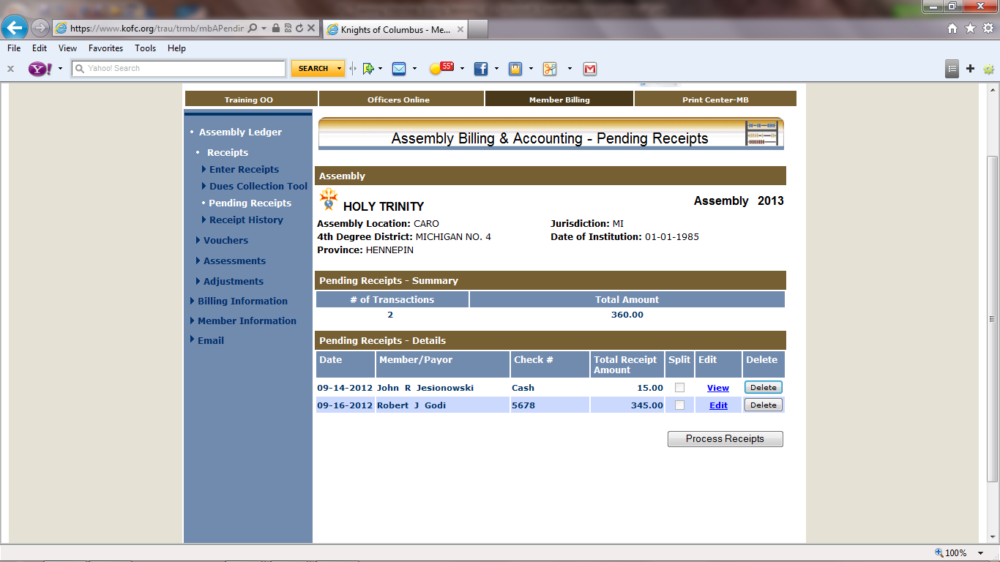 https://www.kofc.org/trau/trmb/mbAPendin
Knights of Columbus - Me...
File Edit View Favorites Tools Help
Y! Yahoo! Search SEARCH 55°
Training OO Officers Online Member Billing Print Center-MB
Assembly Ledger
Receipts
Enter Receipts
Dues Collection Tool
Pending Receipts
Receipt History
Vouchers
Assessments
Adjustments
Billing Information
Member Information
Email
Assembly Billing & Accounting - Pending Receipts
Assembly
HOLY TRINITY Assembly 2013
Assembly Location: CARO Jurisdiction: MI
4th Degree District: MICHIGAN NO. 4 Date of Institution: 01-01-1985
Province: HENNEPIN
Pending Receipts - Summary
# of Transactions Total Amount
2 360.00
Pending Receipts - Details
Date Member/Payor Check # Total Receipt Amount Split Edit Delete
09-14-2012 John R Jesionowski Cash 15.00 View Delete
09-16-2012 Robert J Godi 5678 345.00 Edit Delete
Process Receipts
100%